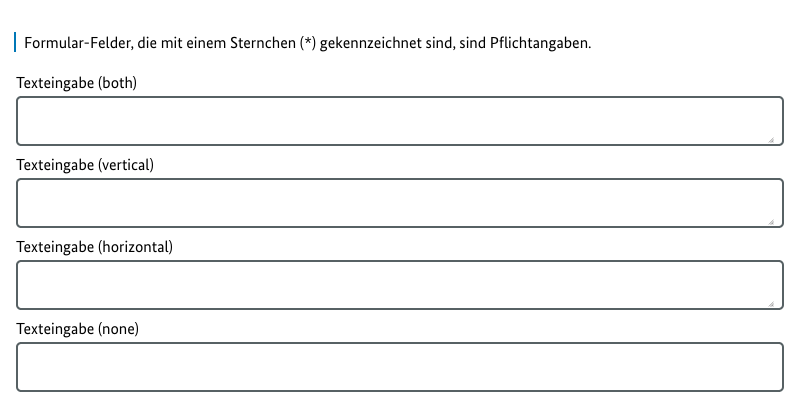 Formular-Felder, die mit einem Sternchen (*) gekennzeichnet sind, sind Pflichtangaben.
Texteingabe (both)
Texteingabe (vertical)
Texteingabe (horizontal)
Texteingabe (none)